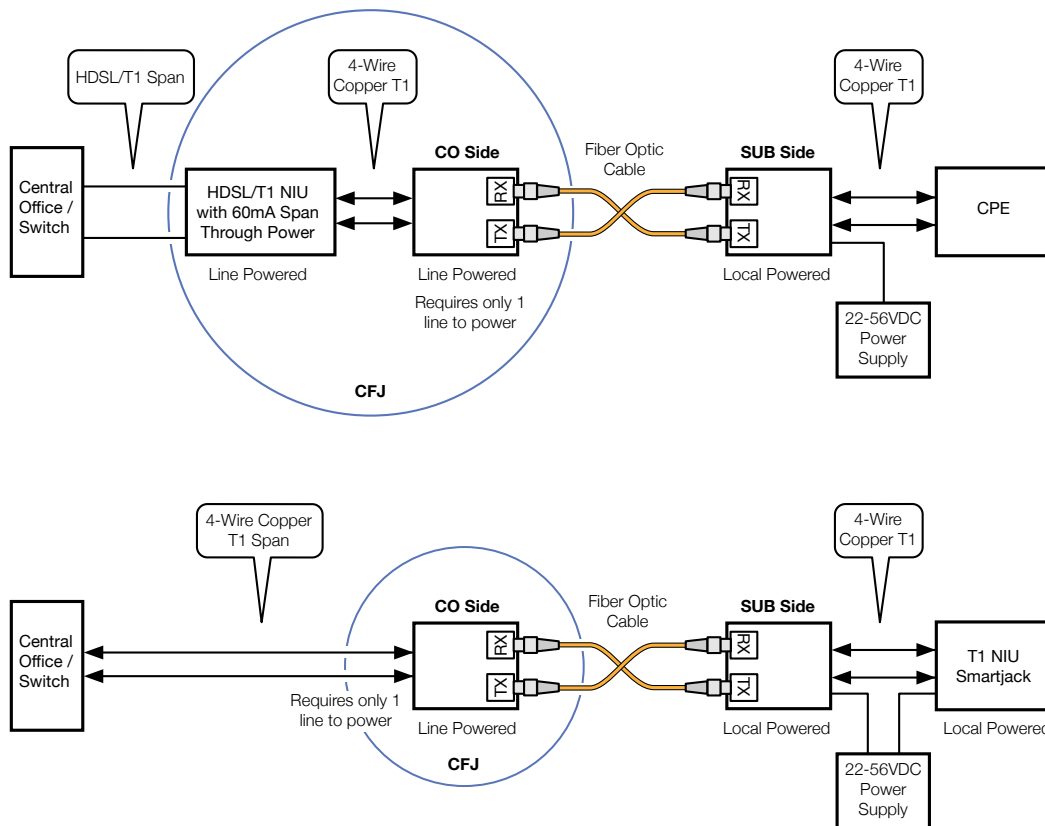 HDSL/T1 Span
4-Wire
Copper T1
4-Wire
Copper T1
CO Side
Fiber Optic
Cable
SUB Side
Central
Office /
Switch
HDSL/T1 NIU
with 60mA Span
Through Power
RX
TX
RX
TX
CPE
Line Powered
Line Powered
Requires only 1
line to power
Local Powered
22-56VDC
Power
Supply
CFJ
4-Wire Copper
T1 Span
4-Wire
Copper T1
CO Side
Fiber Optic
Cable
SUB Side
Central
Office /
Switch
RX
TX
RX
TX
T1 NIU
Smartjack
Requires only 1
line to power
Line Powered
Local Powered
Local Powered
CFJ
22-56VDC
Power
Supply